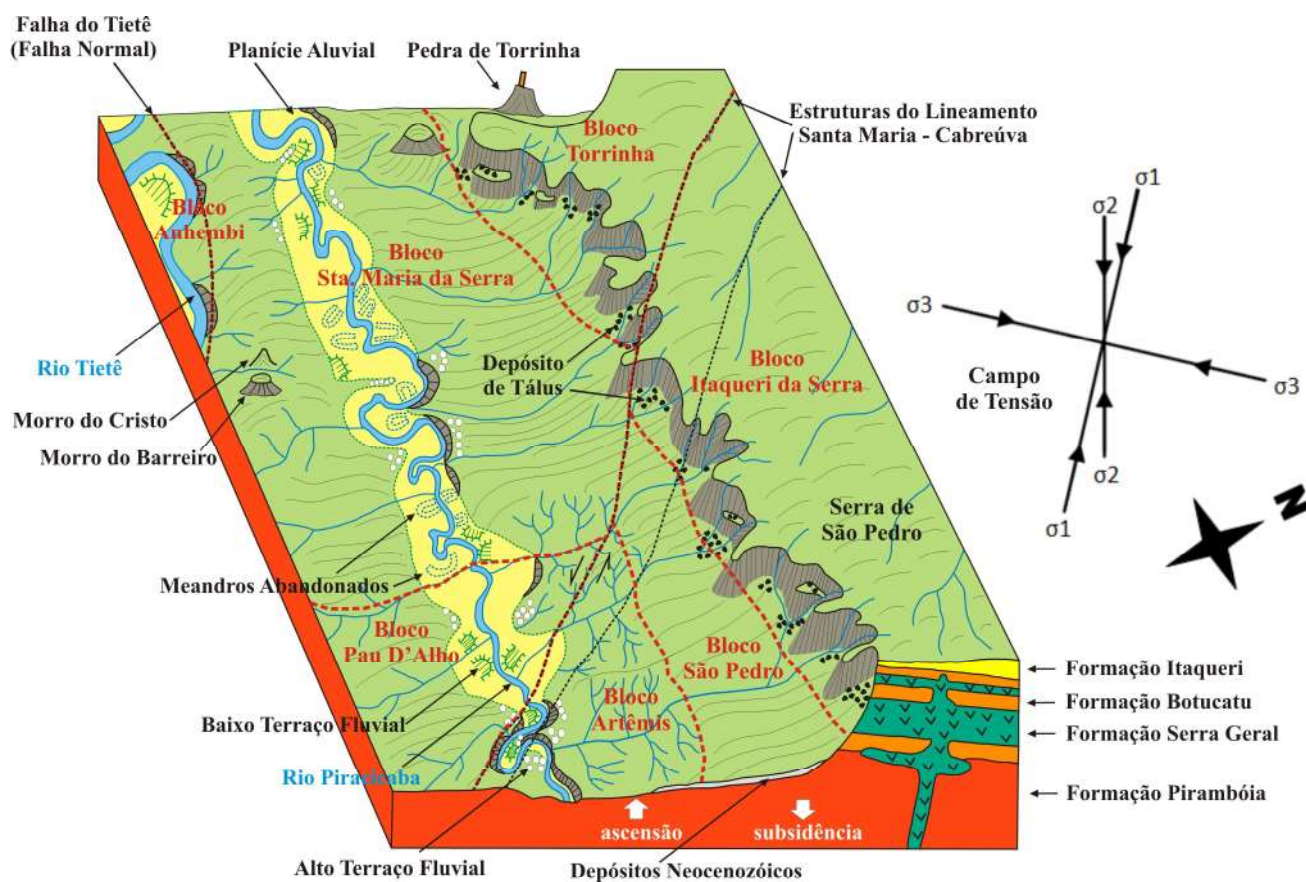 Falha do Tietê
(Falha Normal)
Planície Aluvial
Pedra de Torrinha
Estruturas do Lineamento
Santa Maria - Cabreúva
Bloco
Torrinha
Bloco
Anhembi
Bloco
Sta. Maria da Serra
σ1
σ2
σ3
Campo
de Tensão
σ3
σ2
σ1
N
Rio Tietê
Depósito
de Tálus
Bloco
Itaqueri da Serra
Morro do Cristo
Morro do Barreiro
Serra de
São Pedro
Meandros Abandonados
Bloco
Pau D'Alho
Bloco
São Pedro
Bloco
Artêmis
Baixo Terraço Fluvial
Rio Piracicaba
Formação Itaqueri
Formação Botucatu
Formação Serra Geral
Formação Pirambóia
ascensão
subsidência
Alto Terraço Fluvial
Depósitos Neocenozóicos